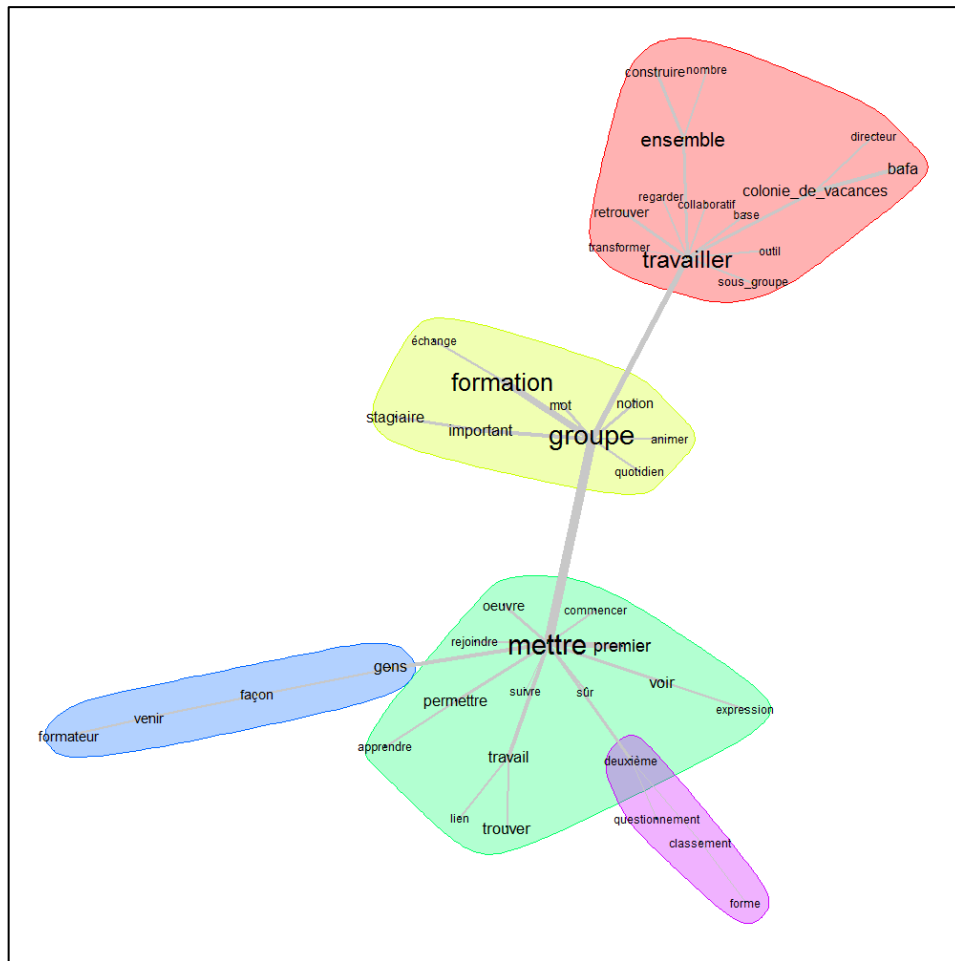 construire
nombre
directeur
ensemble
bafa
colonie_de_vacances
regarder
collaboratif
retrouver
base
transformer
outil
travailler
sous_groupe
échange
formation
mot
notion
stagiaire
important
groupe
animer
quotidien
oeuvre
commencer
rejoindre
mettre
premier
gens
voir
façon
suivre
sûr
permettre
expression
venir
formateur
apprendre
travail
deuxième
lien
trouver
questionnement
classement
forme